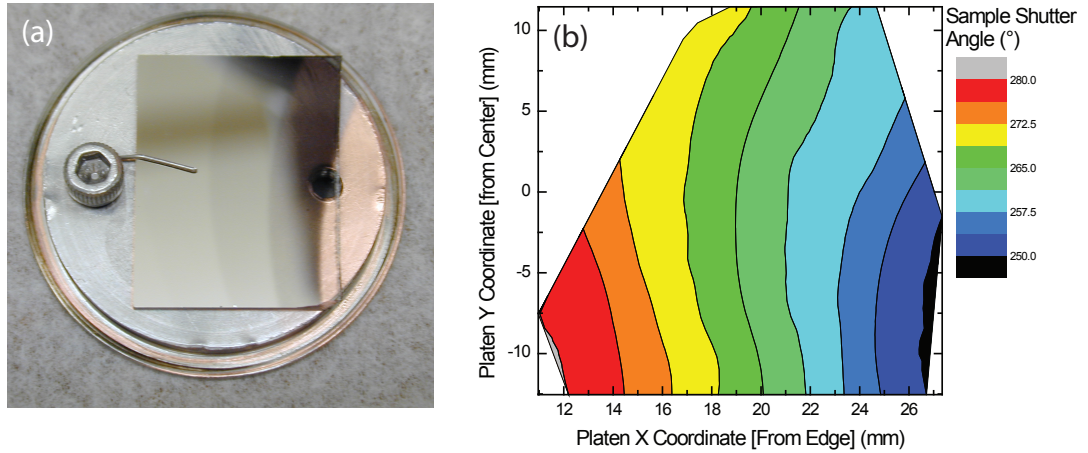 (a)
(b)
Sample Shutter
Angle (°)
280.0
272.5
265.0
257.5
250.0
10
5
0
-5
-10
Platen Y Coordinate [from Center] (mm)
12 14 16 18 20 22 24 26
Platen X Coordinate [From Edge] (mm)